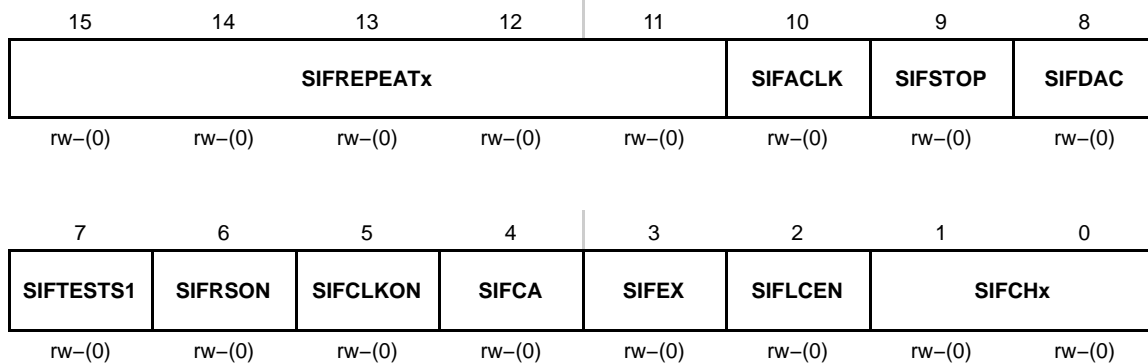 15 14 13 12 11 10 9 8
SIFREPEATx SIFACLK SIFSTOP SIFDAC
rw−(0) rw−(0) rw−(0) rw−(0) rw−(0) rw−(0) rw−(0) rw−(0)
7 6 5 4 3 2 1 0
SIFTESTS1 SIFRSON SIFCLKON SIFCA SIFEX SIFLCEN SIFCHx
rw−(0) rw−(0) rw−(0) rw−(0) rw−(0) rw−(0) rw−(0) rw−(0)